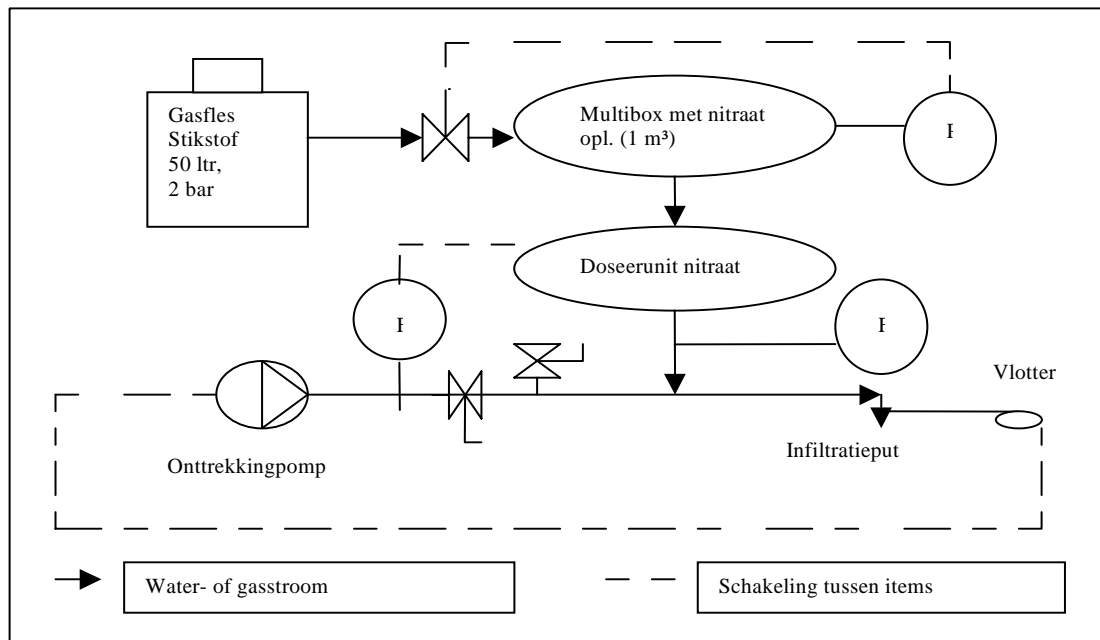 Gasfles
Stikstof
50 ltr,
2 bar
Multibox met nitraat
opl. (1 m³)
Doseerunit nitraat
Vlotter
Onttrekkingpomp
Infiltratieput
Water- of gasstroom
Schakeling tussen items